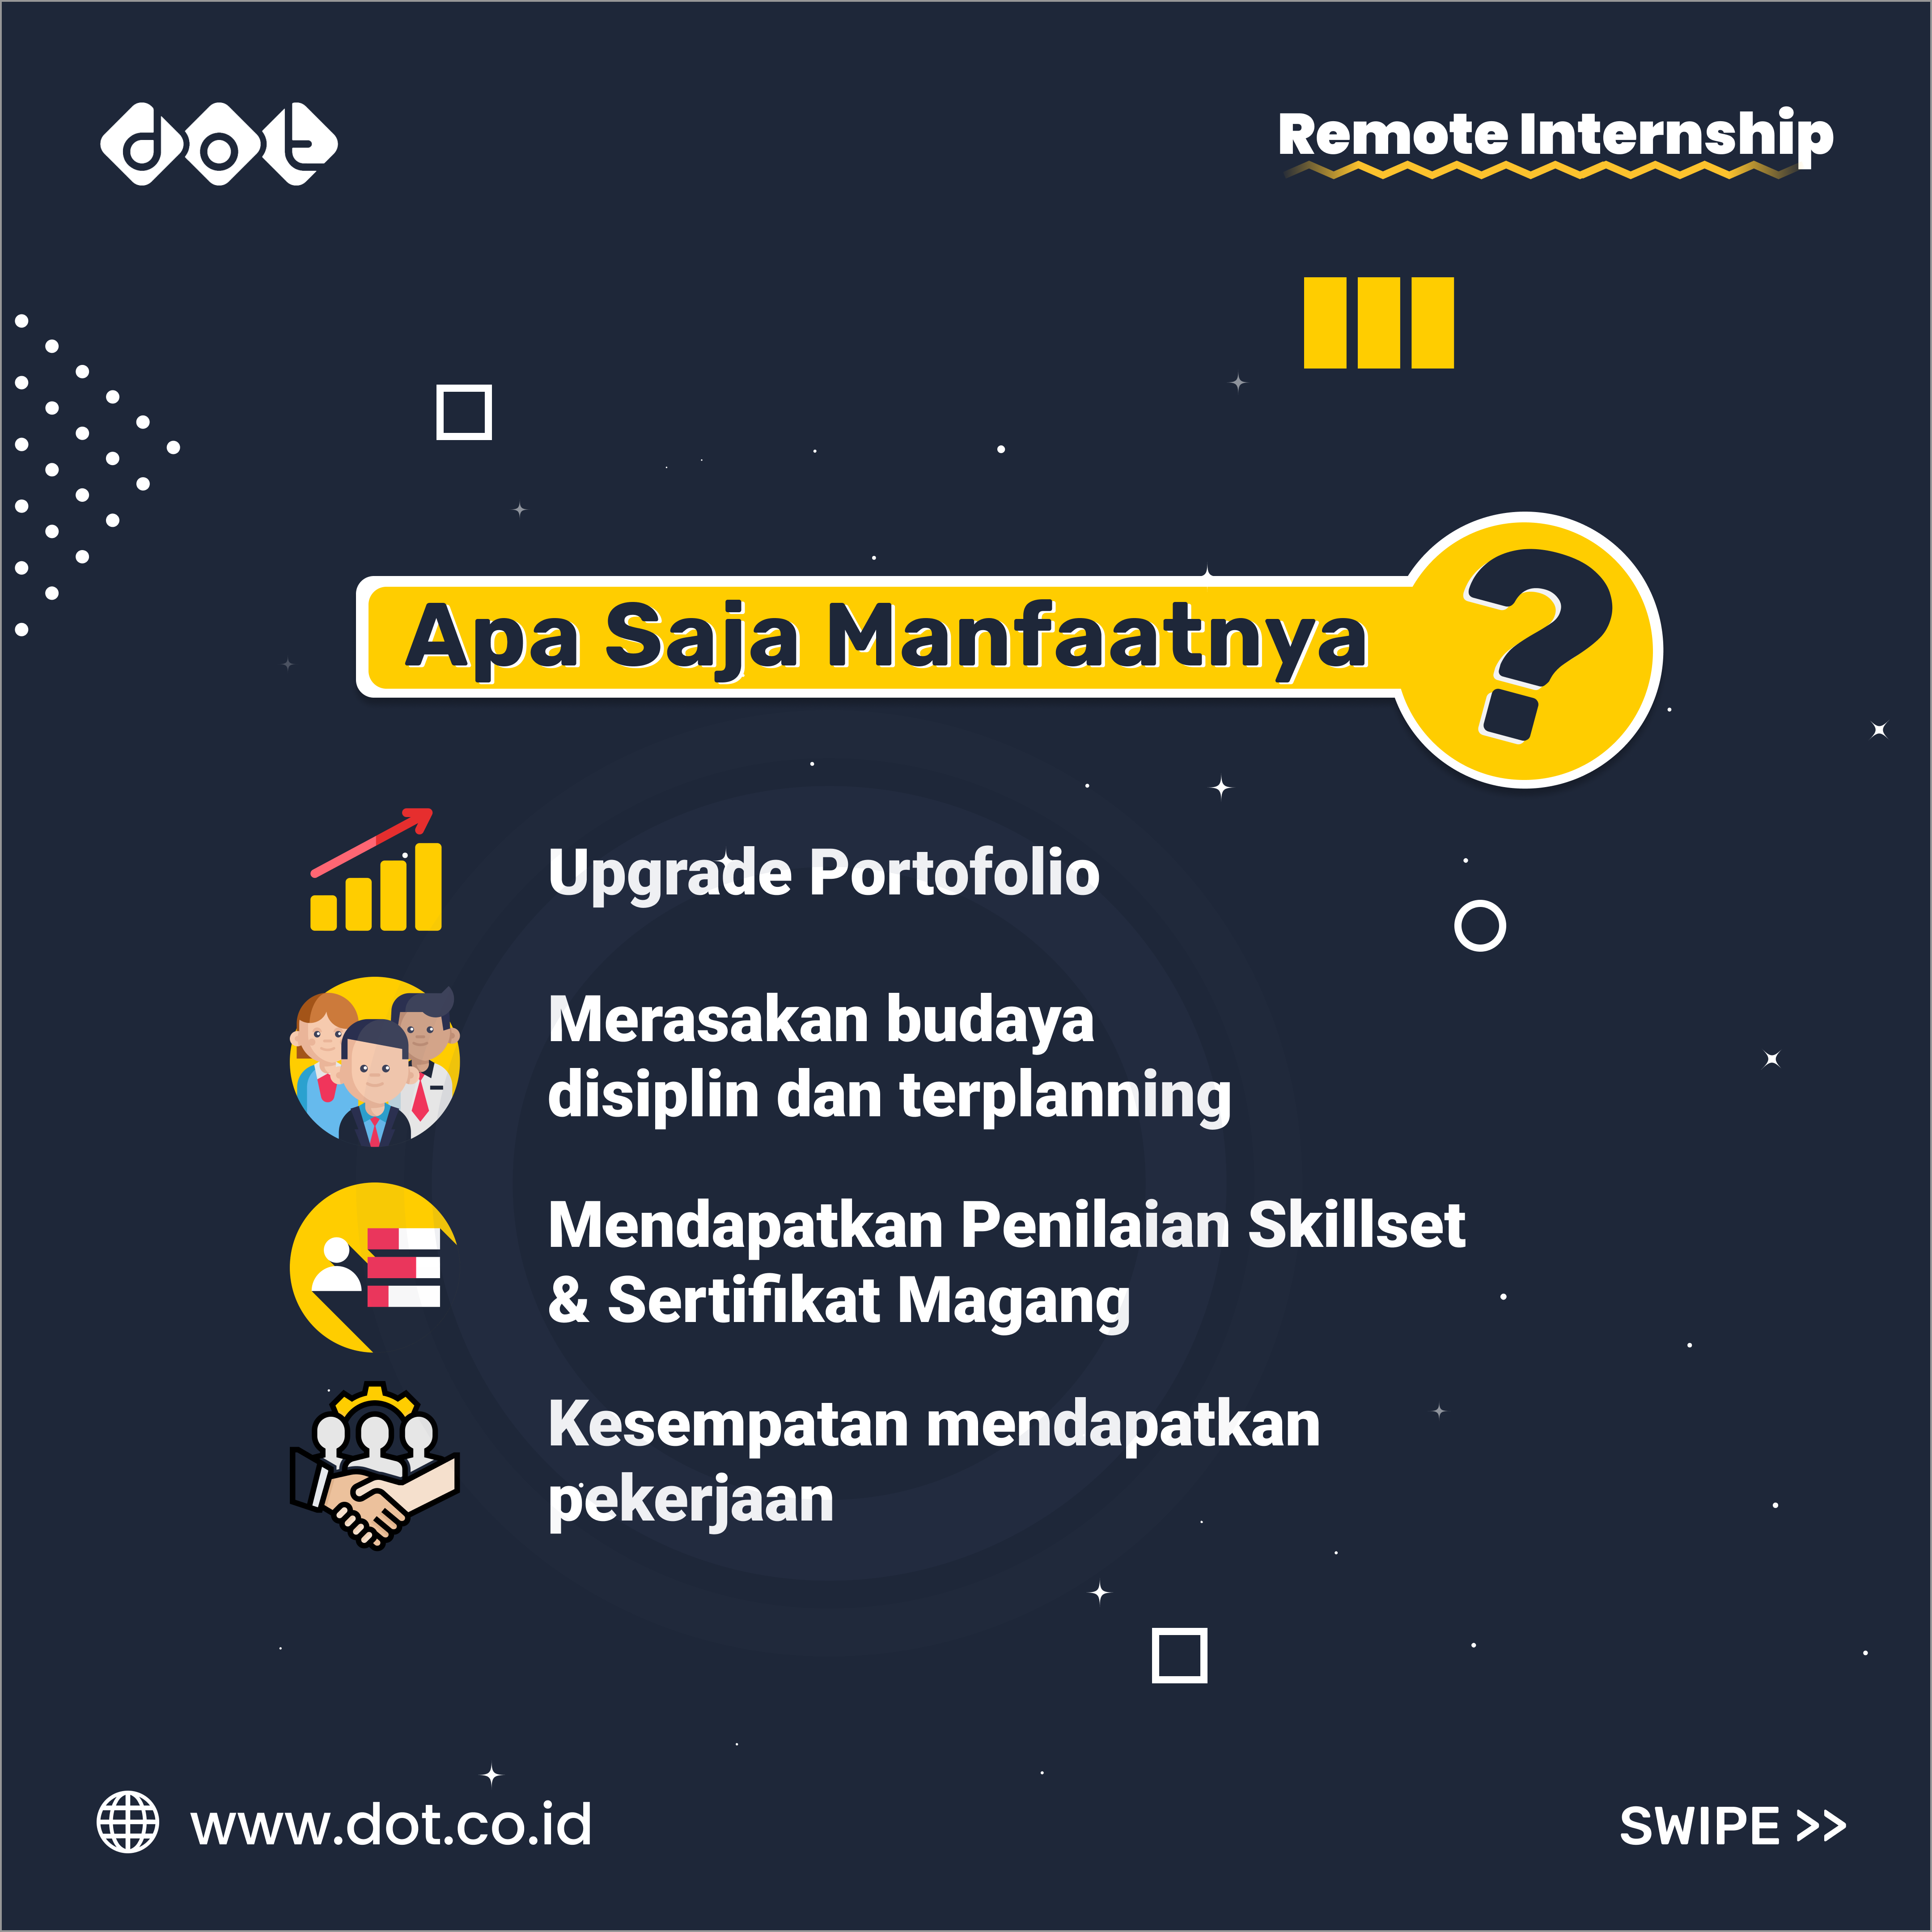 dot
Remote Internship
Apa Saja Manfaatnya ?
Upgrade Portofolio
Merasakan budaya
disiplin dan terplanning
Mendapatkan Penilaian Skillset
& Sertifikat Magang
Kesempatan mendapatkan
pekerjaan
www.dot.co.id
SWIPE >>